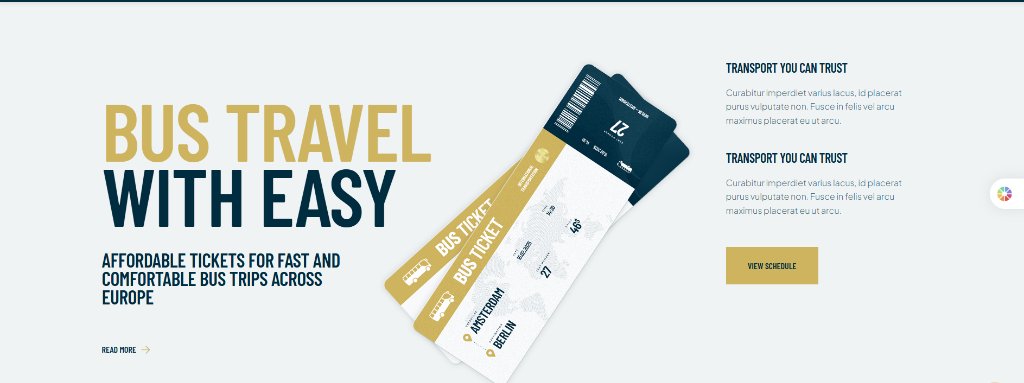 BUS TRAVEL
WITH EASY
AFFORDABLE TICKETS FOR FAST AND
COMFORTABLE BUS TRIPS ACROSS
EUROPE
READ MORE
BUS TICKET
BUS TICKET
27
14:30
46
27
AMSTERDAM
BERLIN
TRANSPORT YOU CAN TRUST
Curabitur imperdiet varius lacus, id placerat
purus vulputate non. Fusce in felis vel arcu
maximus placerat eu ut arcu.
TRANSPORT YOU CAN TRUST
Curabitur imperdiet varius lacus, id placerat
purus vulputate non. Fusce in felis vel arcu
maximus placerat eu ut arcu.
VIEW SCHEDULE